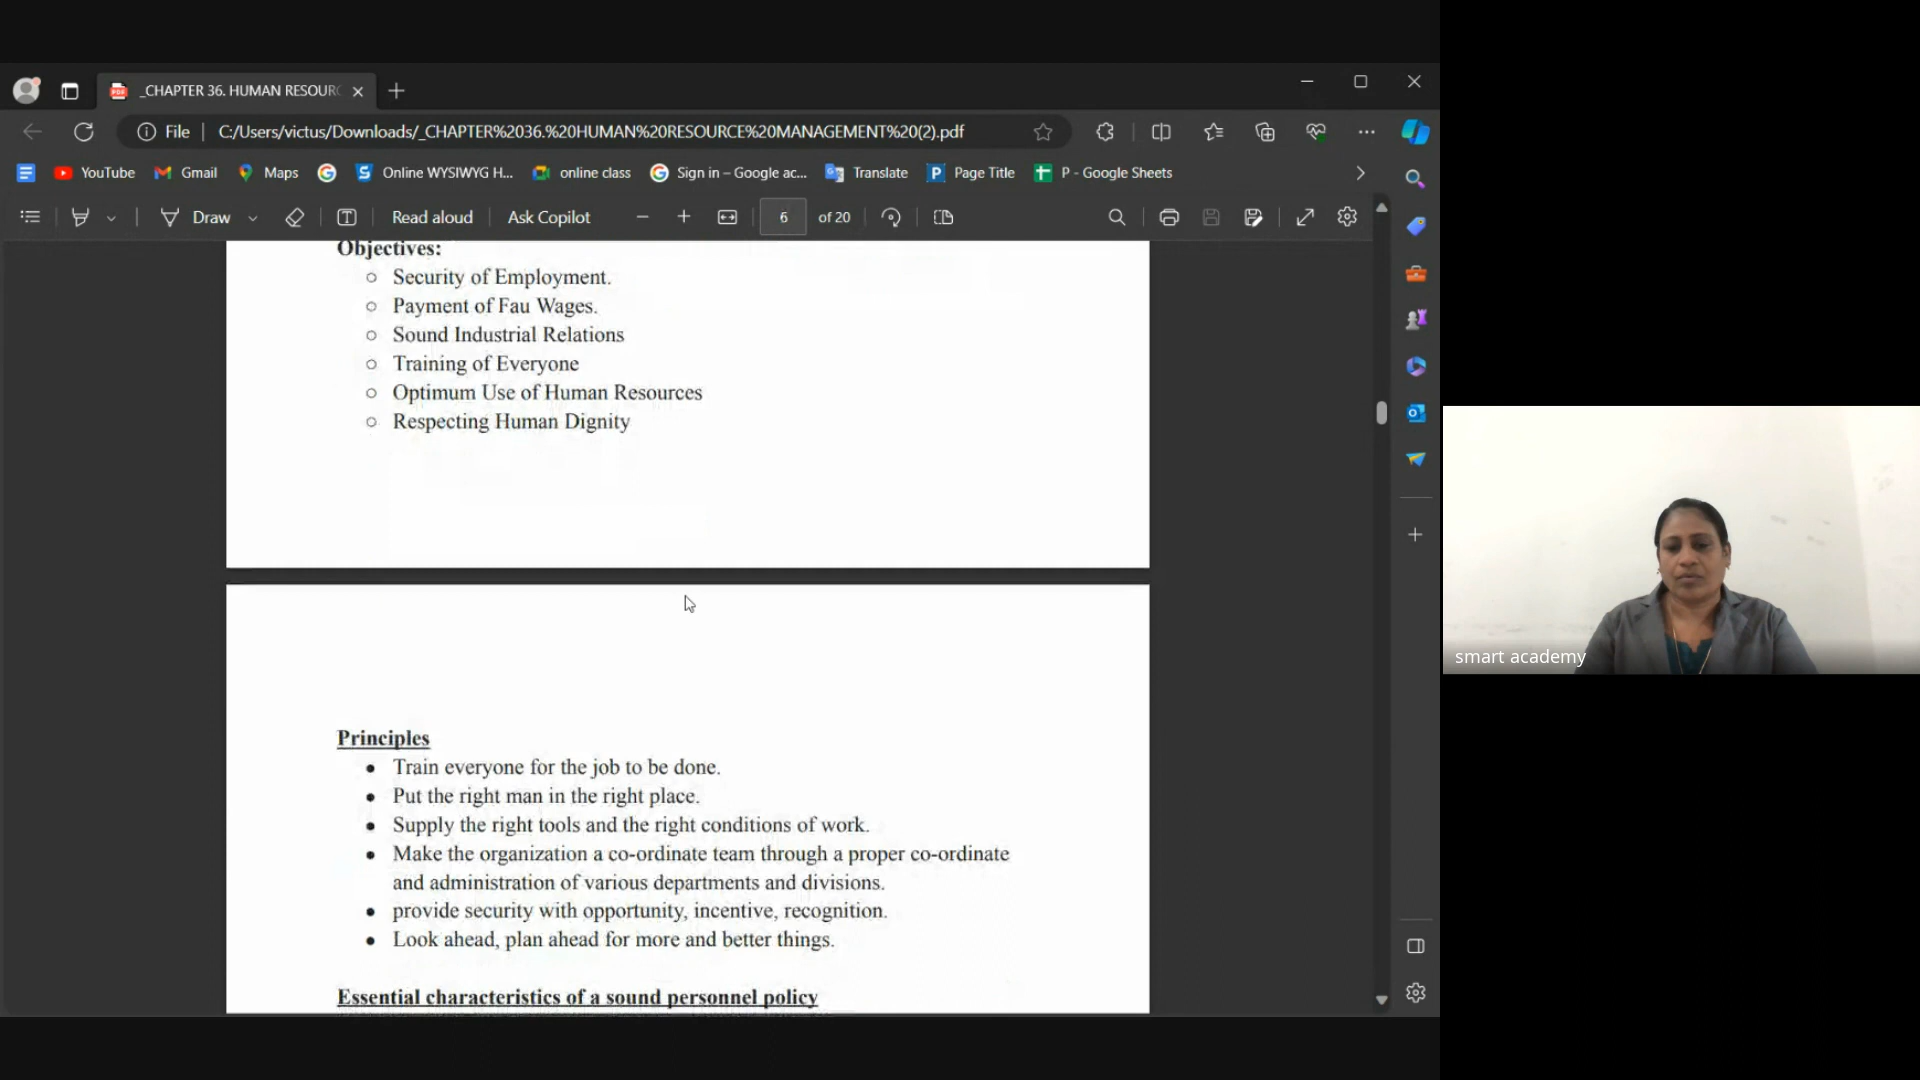 _CHAPTER 36. HUMAN RESOURC
File
C:/Users/victus/Downloads/_CHAPTER%2036.%20HUMAN%20RESOURCE%20MANAGEMENT%20(2).pdf
YouTube
Gmail
Maps
Online WYSIWYG H...
online class
Sign in – Google ac...
Translate
Page Title
P - Google Sheets
Draw
Read aloud
Ask Copilot
6
of 20
Objectives:
Security of Employment.
Payment of Fau Wages.
Sound Industrial Relations
Training of Everyone
Optimum Use of Human Resources
Respecting Human Dignity
Principles
Train everyone for the job to be done.
Put the right man in the right place.
Supply the right tools and the right conditions of work.
Make the organization a co-ordinate team through a proper co-ordinate
and administration of various departments and divisions.
provide security with opportunity, incentive, recognition.
Look ahead, plan ahead for more and better things.
Essential characteristics of a sound personnel policy
smart academy